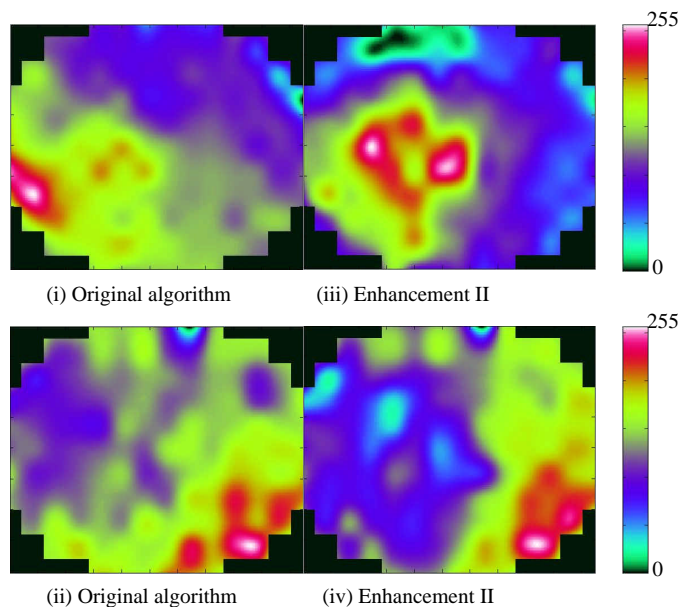 255
0
(i) Original algorithm
(iii) Enhancement II
255
0
(ii) Original algorithm
(iv) Enhancement II